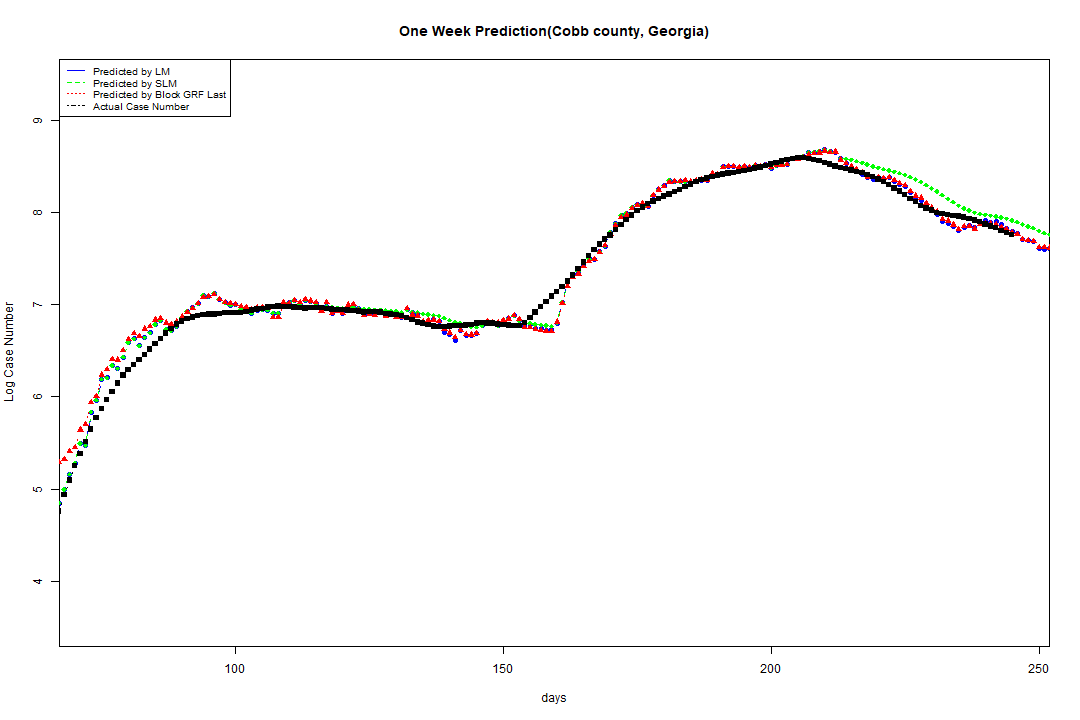 One Week Prediction(Cobb county, Georgia)
Predicted by LM
Predicted by SLM
Predicted by Block GRF Last
Actual Case Number
9
8
7
6
5
4
Log Case Number
100 150 200 250
days